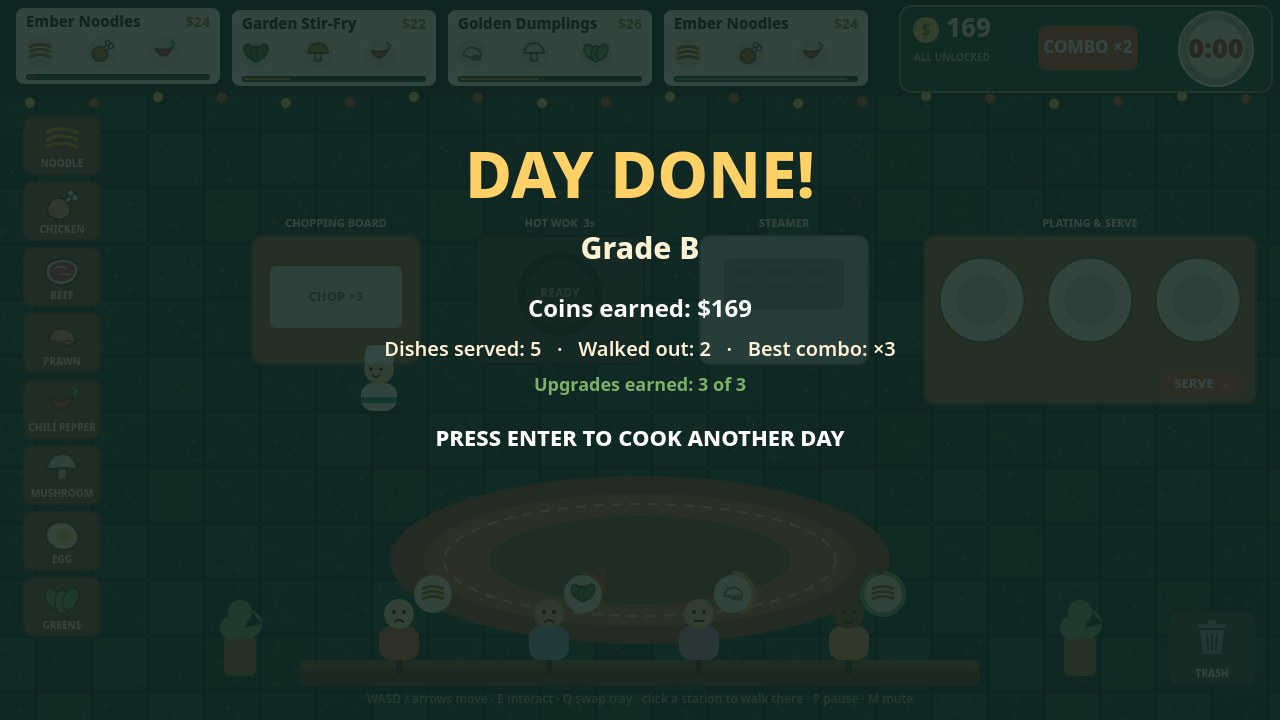 Ember Noodles $24
Garden Stir-Fry $22
Golden Dumplings $26
Ember Noodles $24
$ 169
ALL UNLOCKED
COMBO ×2
0:00
DAY DONE!
Grade B
Coins earned: $169
Dishes served: 5 · Walked out: 2 · Best combo: ×3
Upgrades earned: 3 of 3
PRESS ENTER TO COOK ANOTHER DAY
NOODLE
CHICKEN
BEEF
PRAWN
CHILI PEPPER
MUSHROOM
EGG
GREENS
CHOPPING BOARD
CHOP ×3
HOT WOK 3s
READY
STEAMER
PLATING & SERVE
SERVE →
TRASH
WASD / arrows move · E interact · Q swap tray · click a station to walk there · P pause · M mute